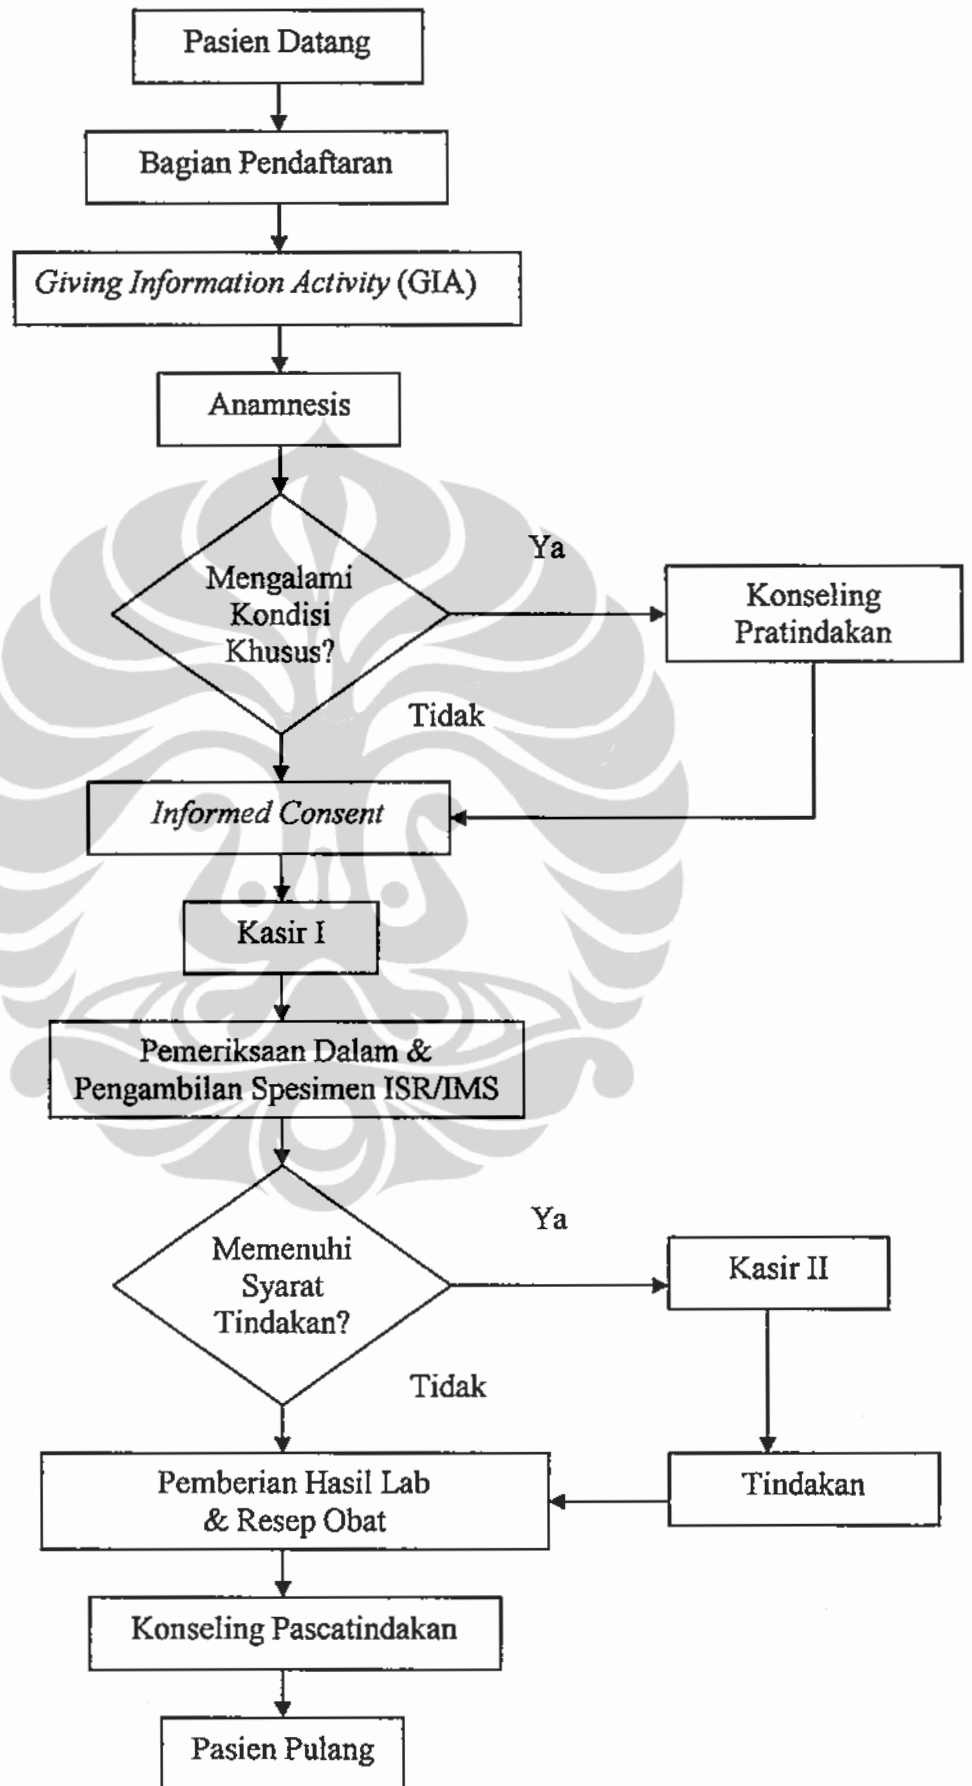 Pasien Datang
Bagian Pendaftaran
Giving Information Activity (GIA)
Anamnesis
Mengalami
Kondisi
Khusus?
Ya
Konseling
Pratindakan
Tidak
Informed Consent
Kasir I
Pemeriksaan Dalam &
Pengambilan Spesimen ISR/IMS
Memenuhi
Syarat
Tindakan?
Ya
Kasir II
Tidak
Pemberian Hasil Lab
& Resep Obat
Tindakan
Konseling Pascatindakan
Pasien Pulang